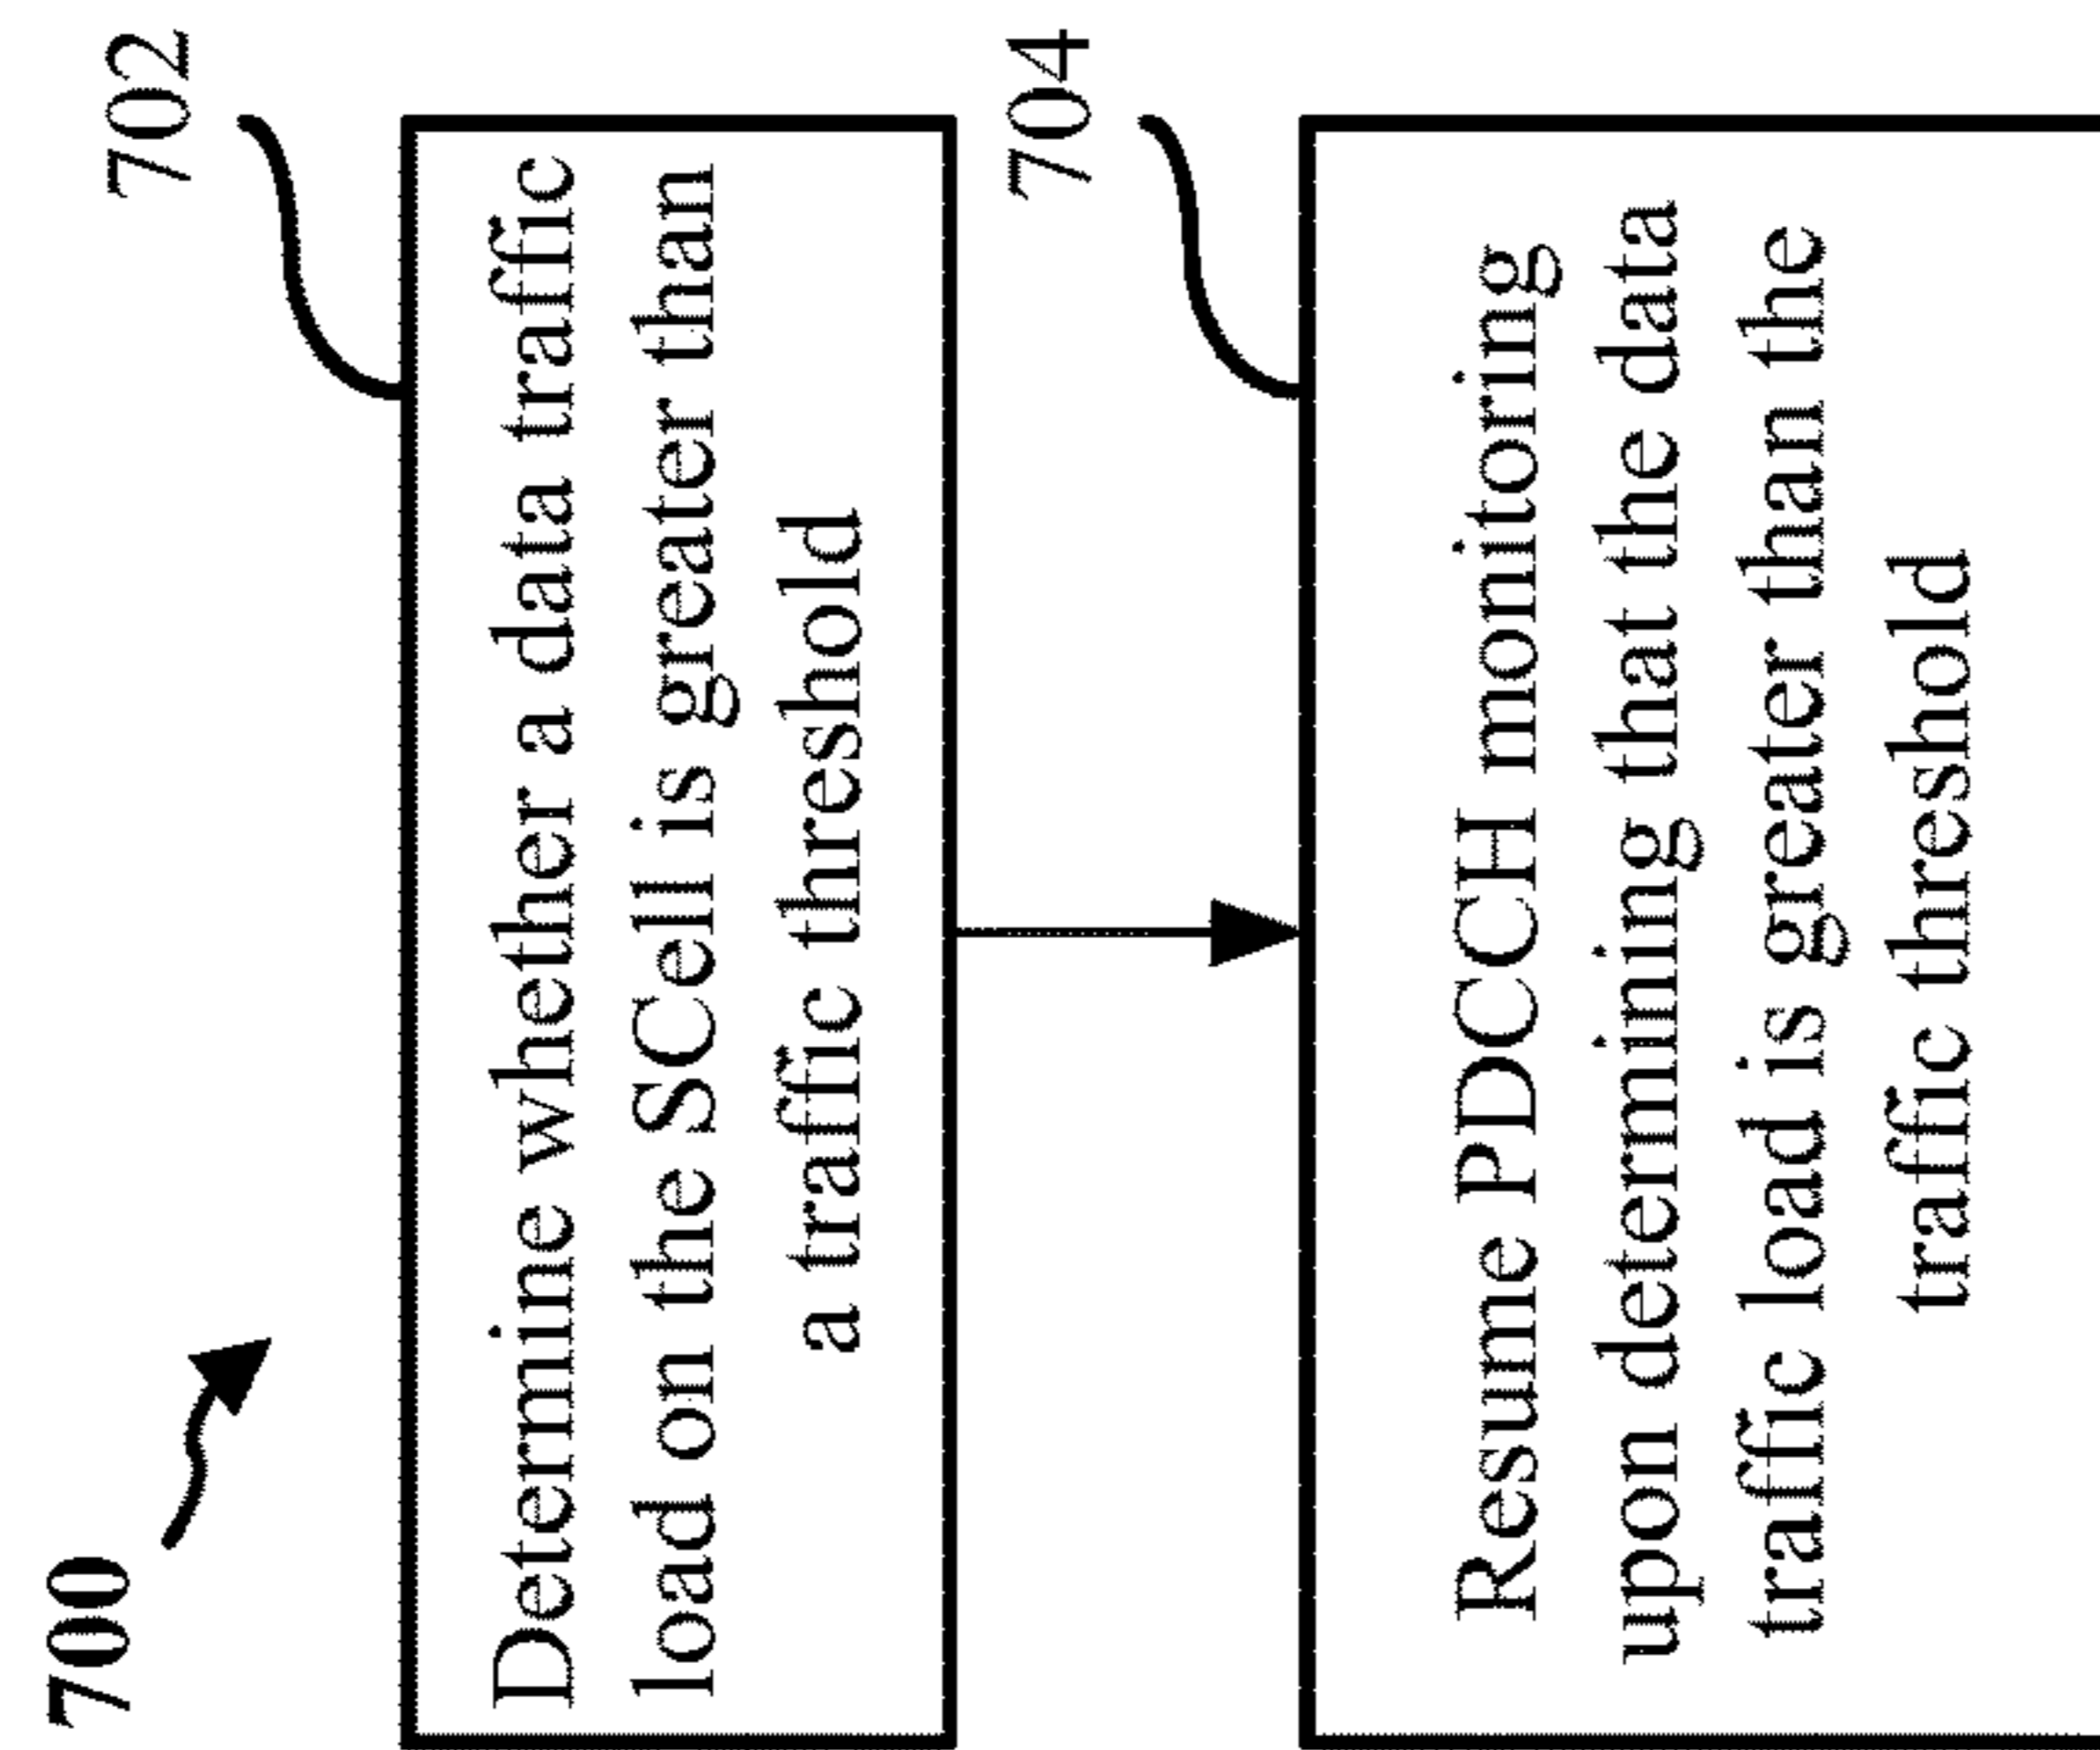 700
702
Determine whether a data traffic
load on the SCell is greater than
a traffic threshold
704
Resume PDCCH monitoring
upon determining that the data
traffic load is greater than the
traffic threshold